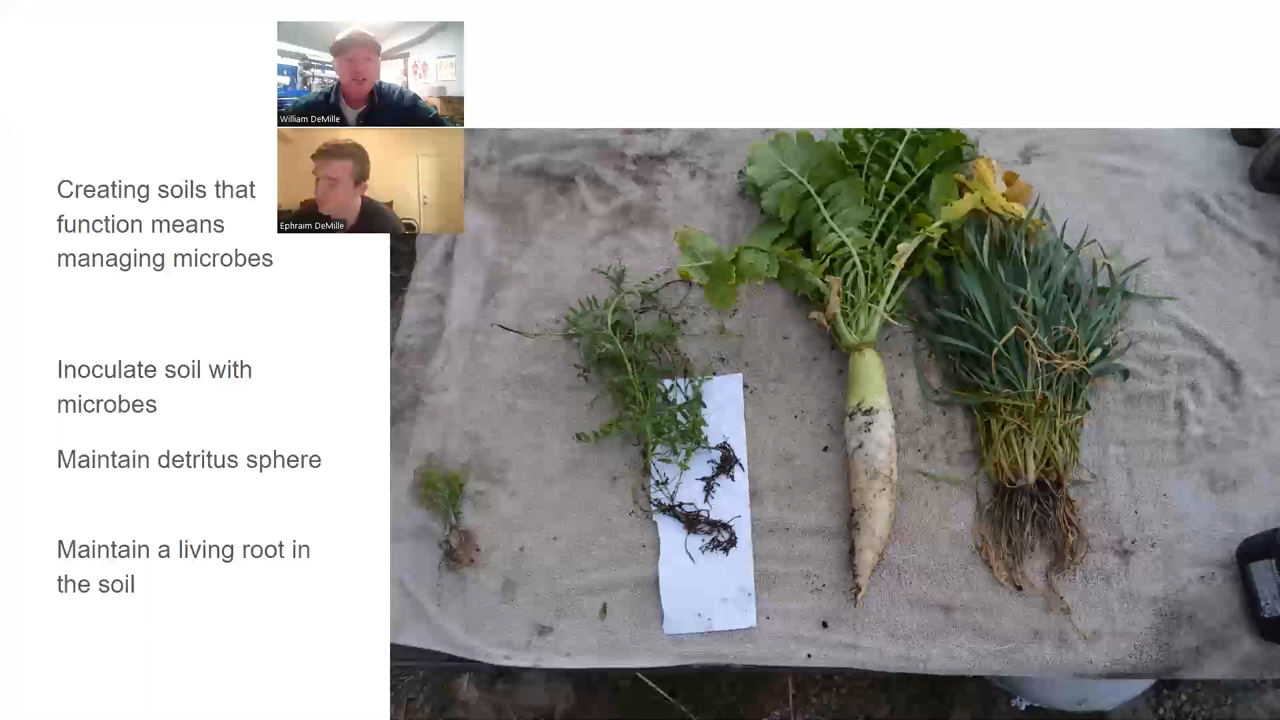 William DeMille
Ephraim DeMille
Creating soils that
function means
managing microbes
Inoculate soil with
microbes
Maintain detritus sphere
Maintain a living root in
the soil